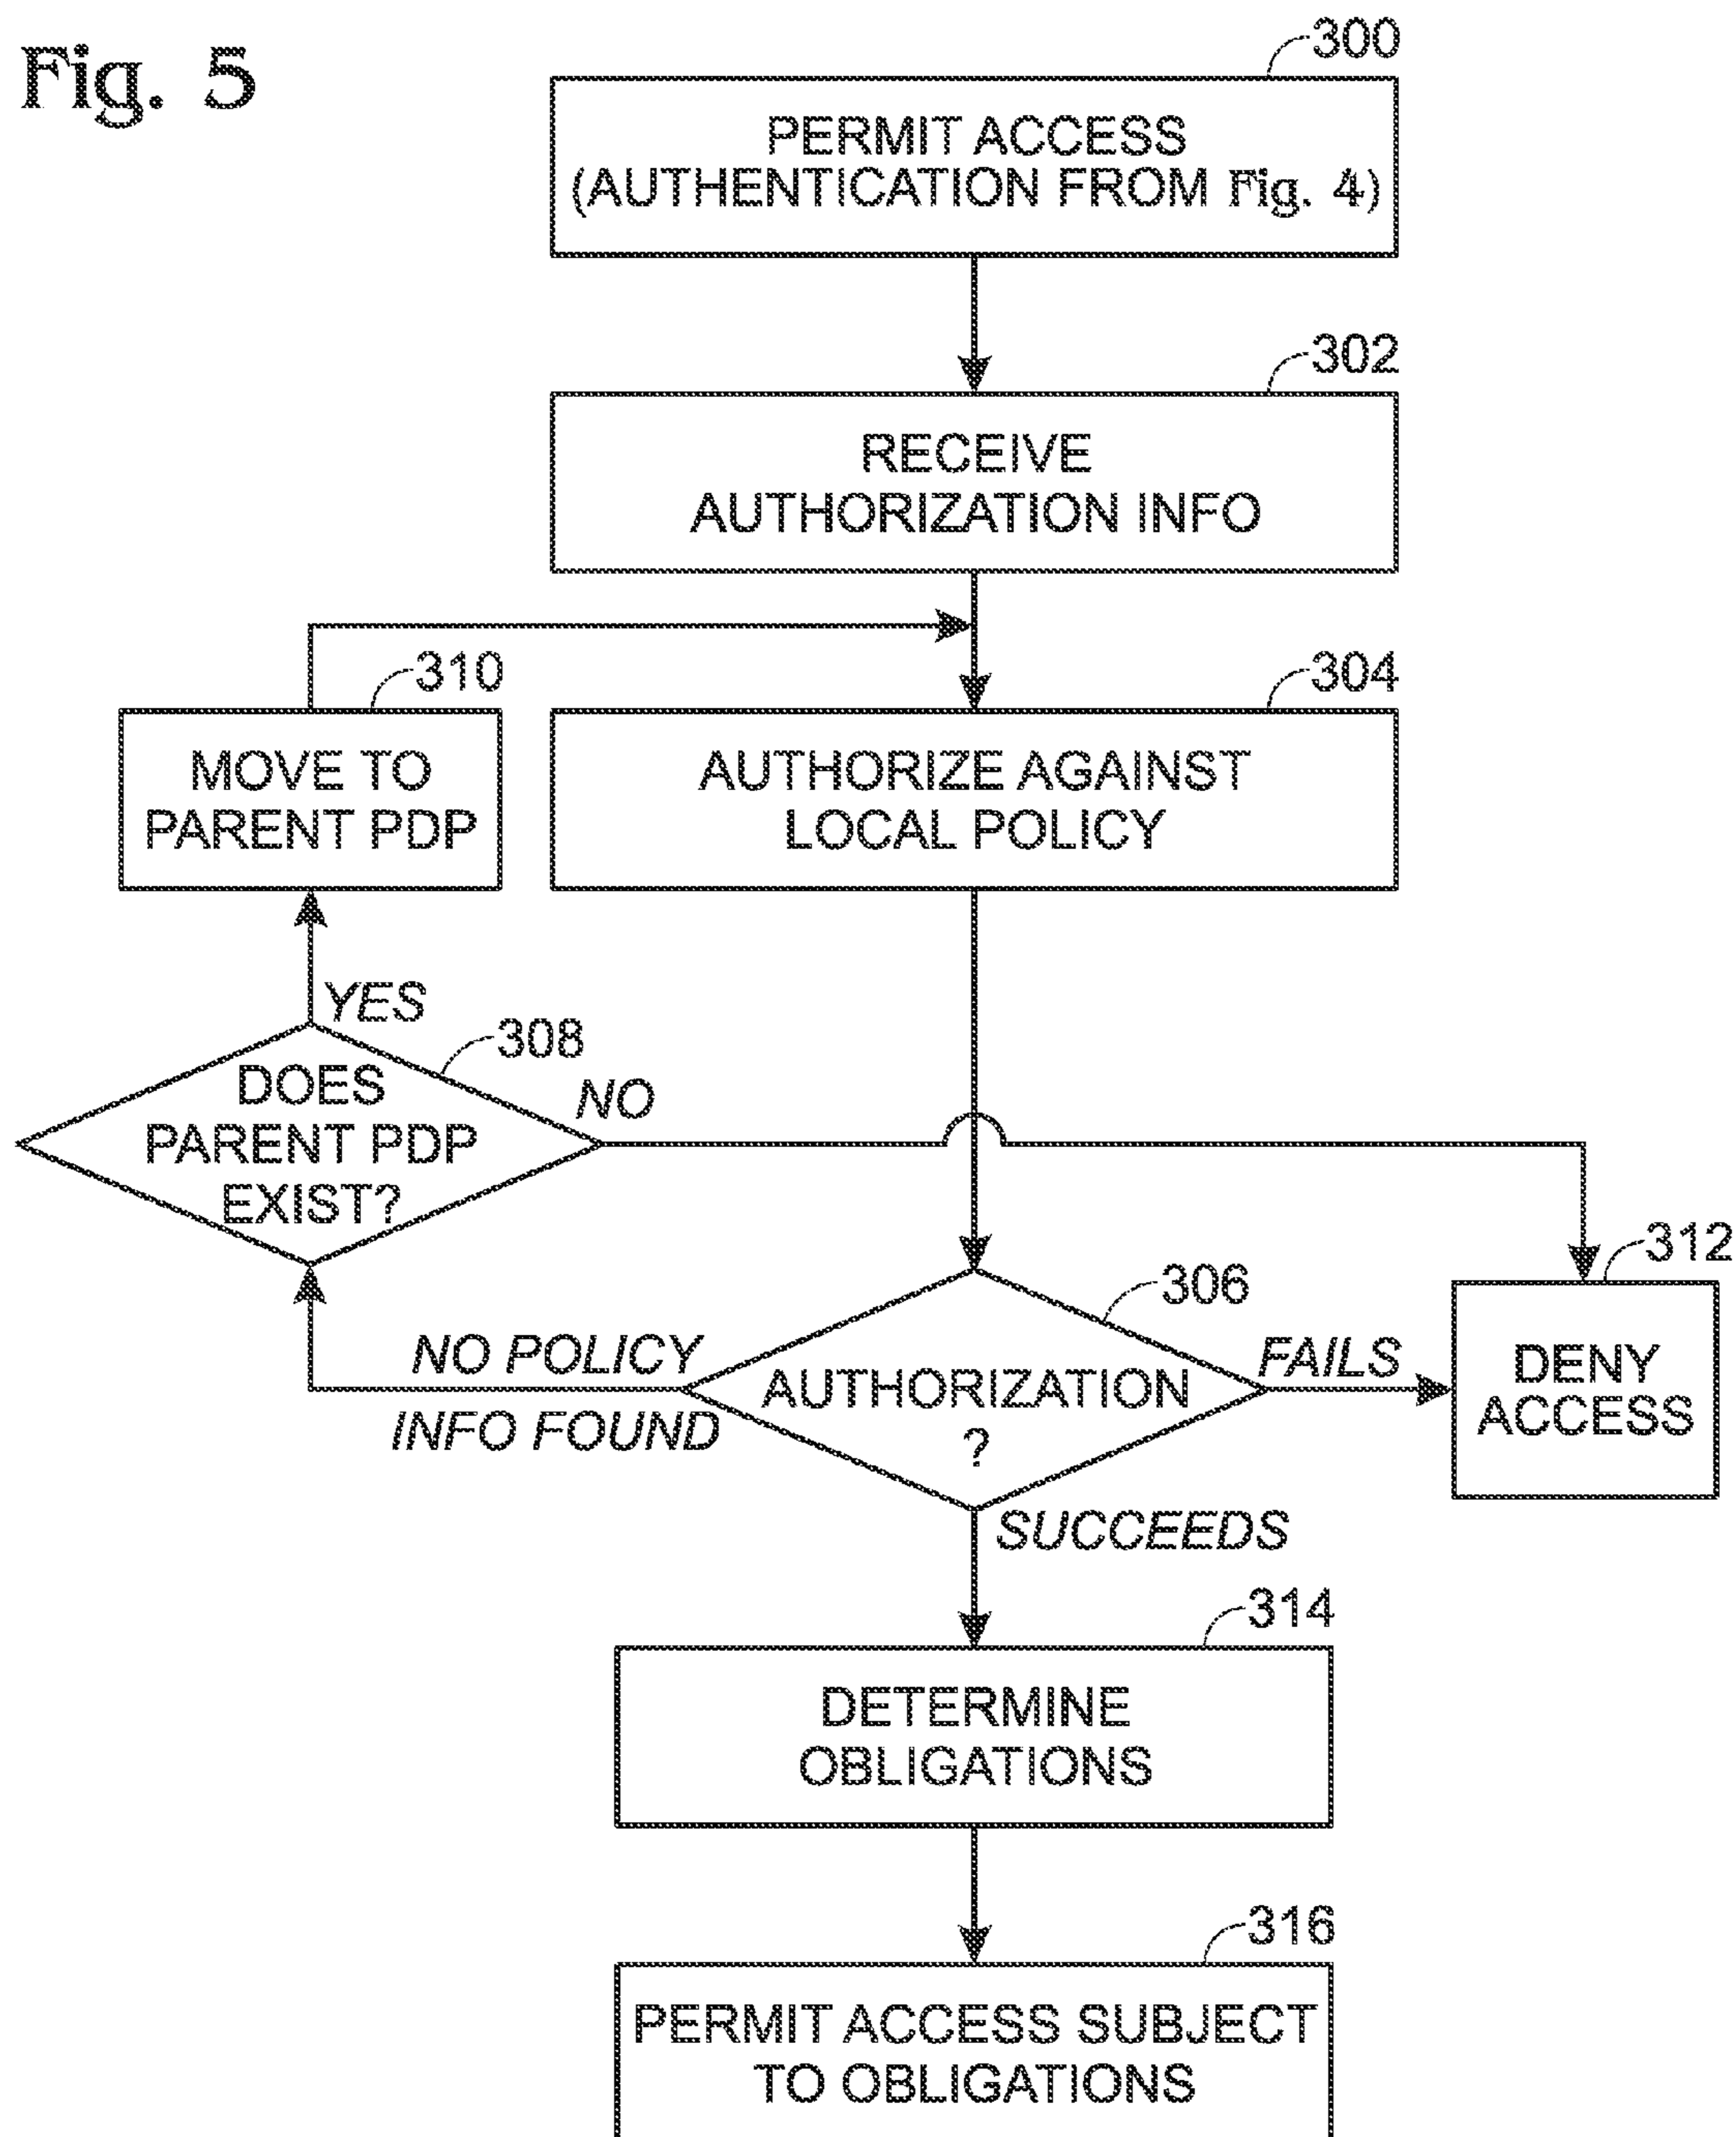 Fig. 5
300
PERMIT ACCESS
(AUTHENTICATION FROM Fig. 4)
302
RECEIVE
AUTHORIZATION INFO
310
MOVE TO
PARENT PDP
304
AUTHORIZE AGAINST
LOCAL POLICY
YES
308
DOES
PARENT PDP
EXIST?
NO
312
DENY
ACCESS
306
AUTHORIZATION
?
NO POLICY
INFO FOUND
FAILS
SUCCEEDS
314
DETERMINE
OBLIGATIONS
316
PERMIT ACCESS SUBJECT
TO OBLIGATIONS